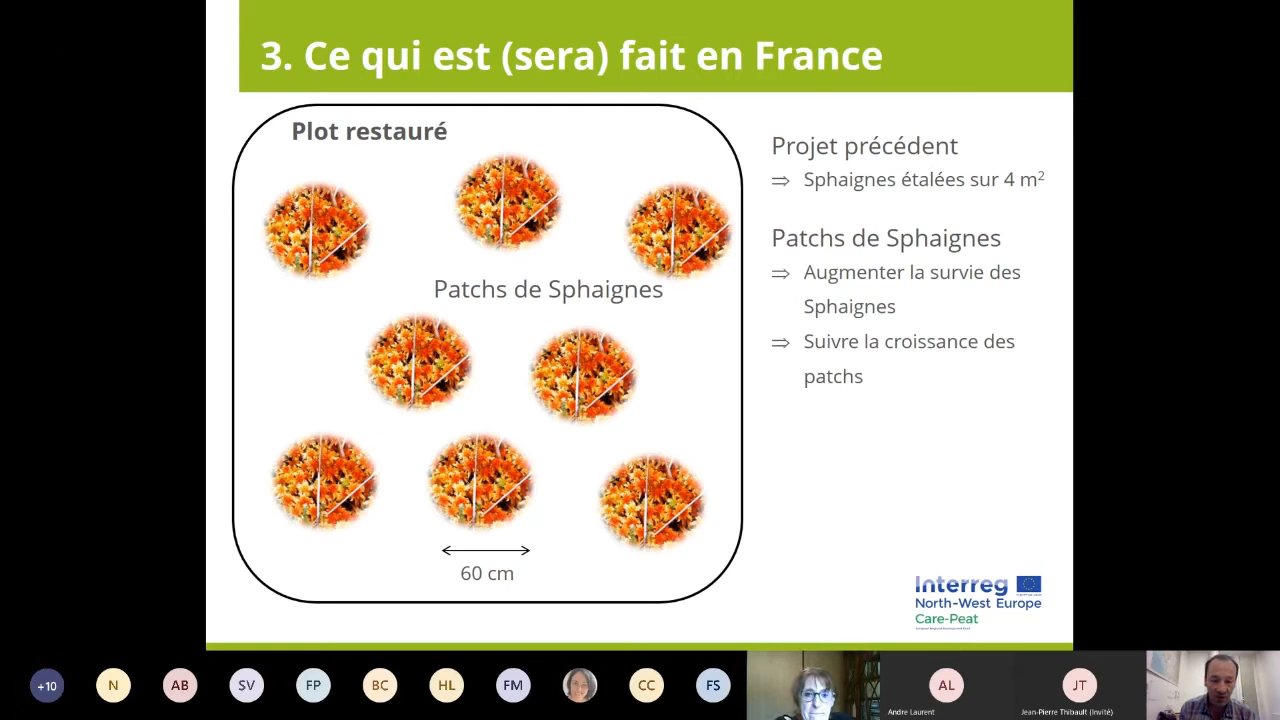 3. Ce qui est (sera) fait en France
Plot restauré
Patchs de Sphaignes
60 cm
Projet précédent
⇒ Sphaignes étalées sur 4 m²
Patchs de Sphaignes
⇒ Augmenter la survie des
Sphaignes
⇒ Suivre la croissance des
patchs
Interreg
North-West Europe
Care-Peat
+10
N
AB
SV
FP
BC
HL
FM
CC
FS
AL
Andre Laurent
JT
Jean-Pierre Thibault (Invité)